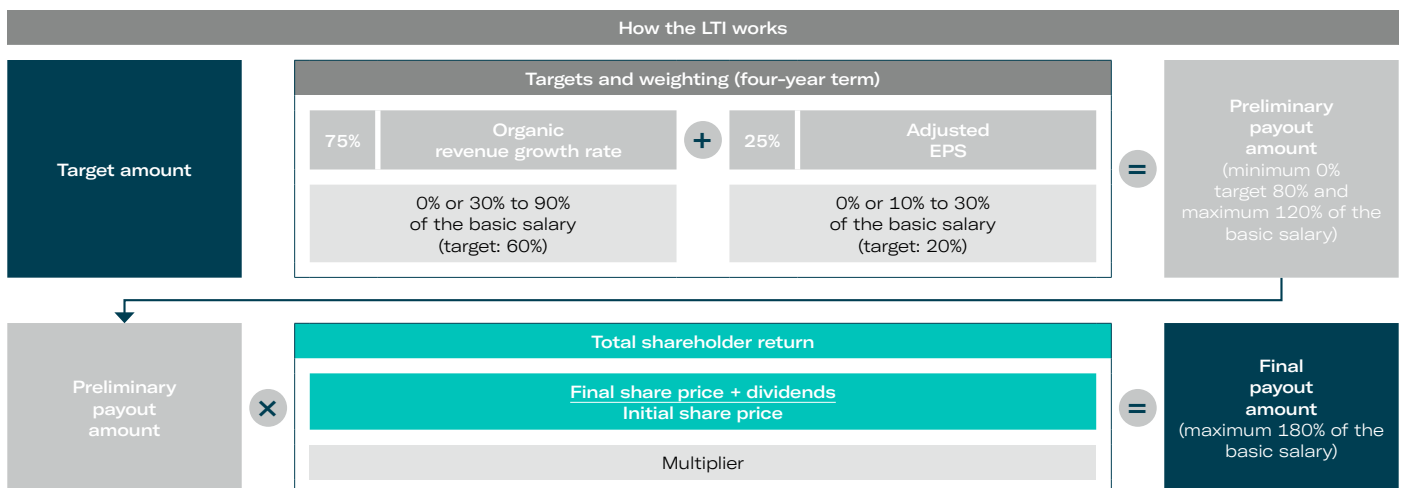 How the LTI works
Target amount
Targets and weighting (four-year term)
75%
Organic
revenue growth rate
+
25%
Adjusted
EPS
0% or 30% to 90%
of the basic salary
(target: 60%)
0% or 10% to 30%
of the basic salary
(target: 20%)
=
Preliminary
payout
amount
(minimum 0%
target 80% and
maximum 120% of the
basic salary)
Preliminary
payout
amount
×
Total shareholder return
Final share price + dividends
Initial share price
Multiplier
=
Final
payout
amount
(maximum 180% of the
basic salary)